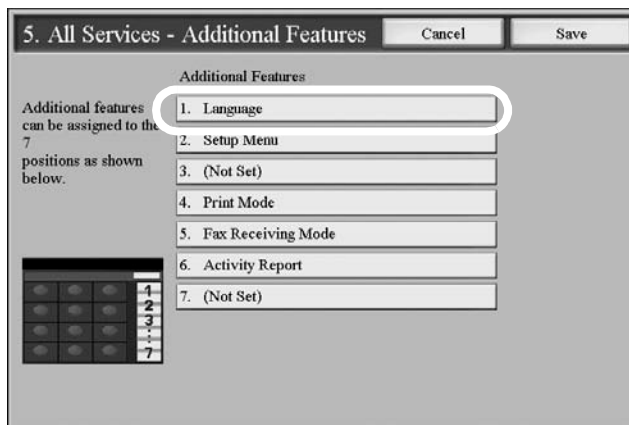 5. All Services - Additional Features
Cancel
Save
Additional Features
Additional features
can be assigned to the
7
positions as shown
below.
1. Language
2. Setup Menu
3. (Not Set)
4. Print Mode
5. Fax Receiving Mode
6. Activity Report
7. (Not Set)
1
2
3
:
7